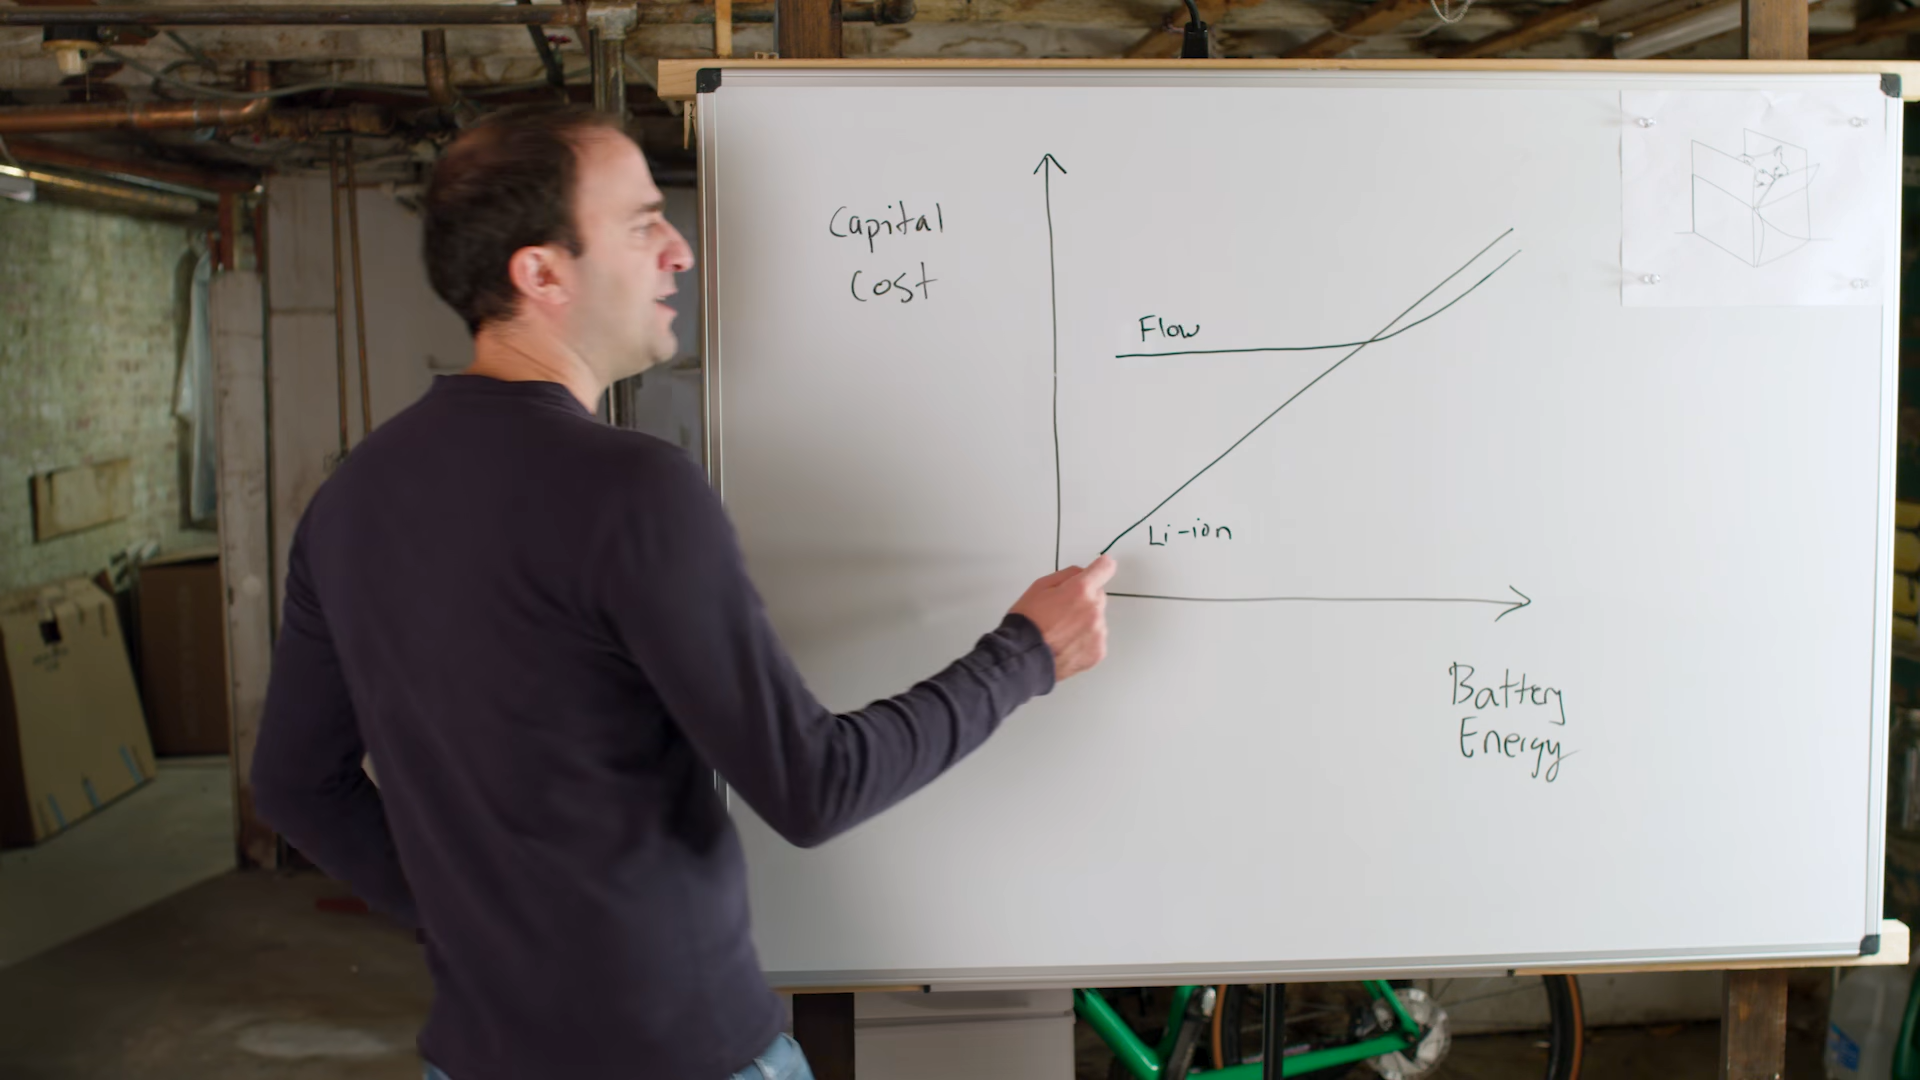 Capital
Cost
Flow
Li-ion
Battery
Energy